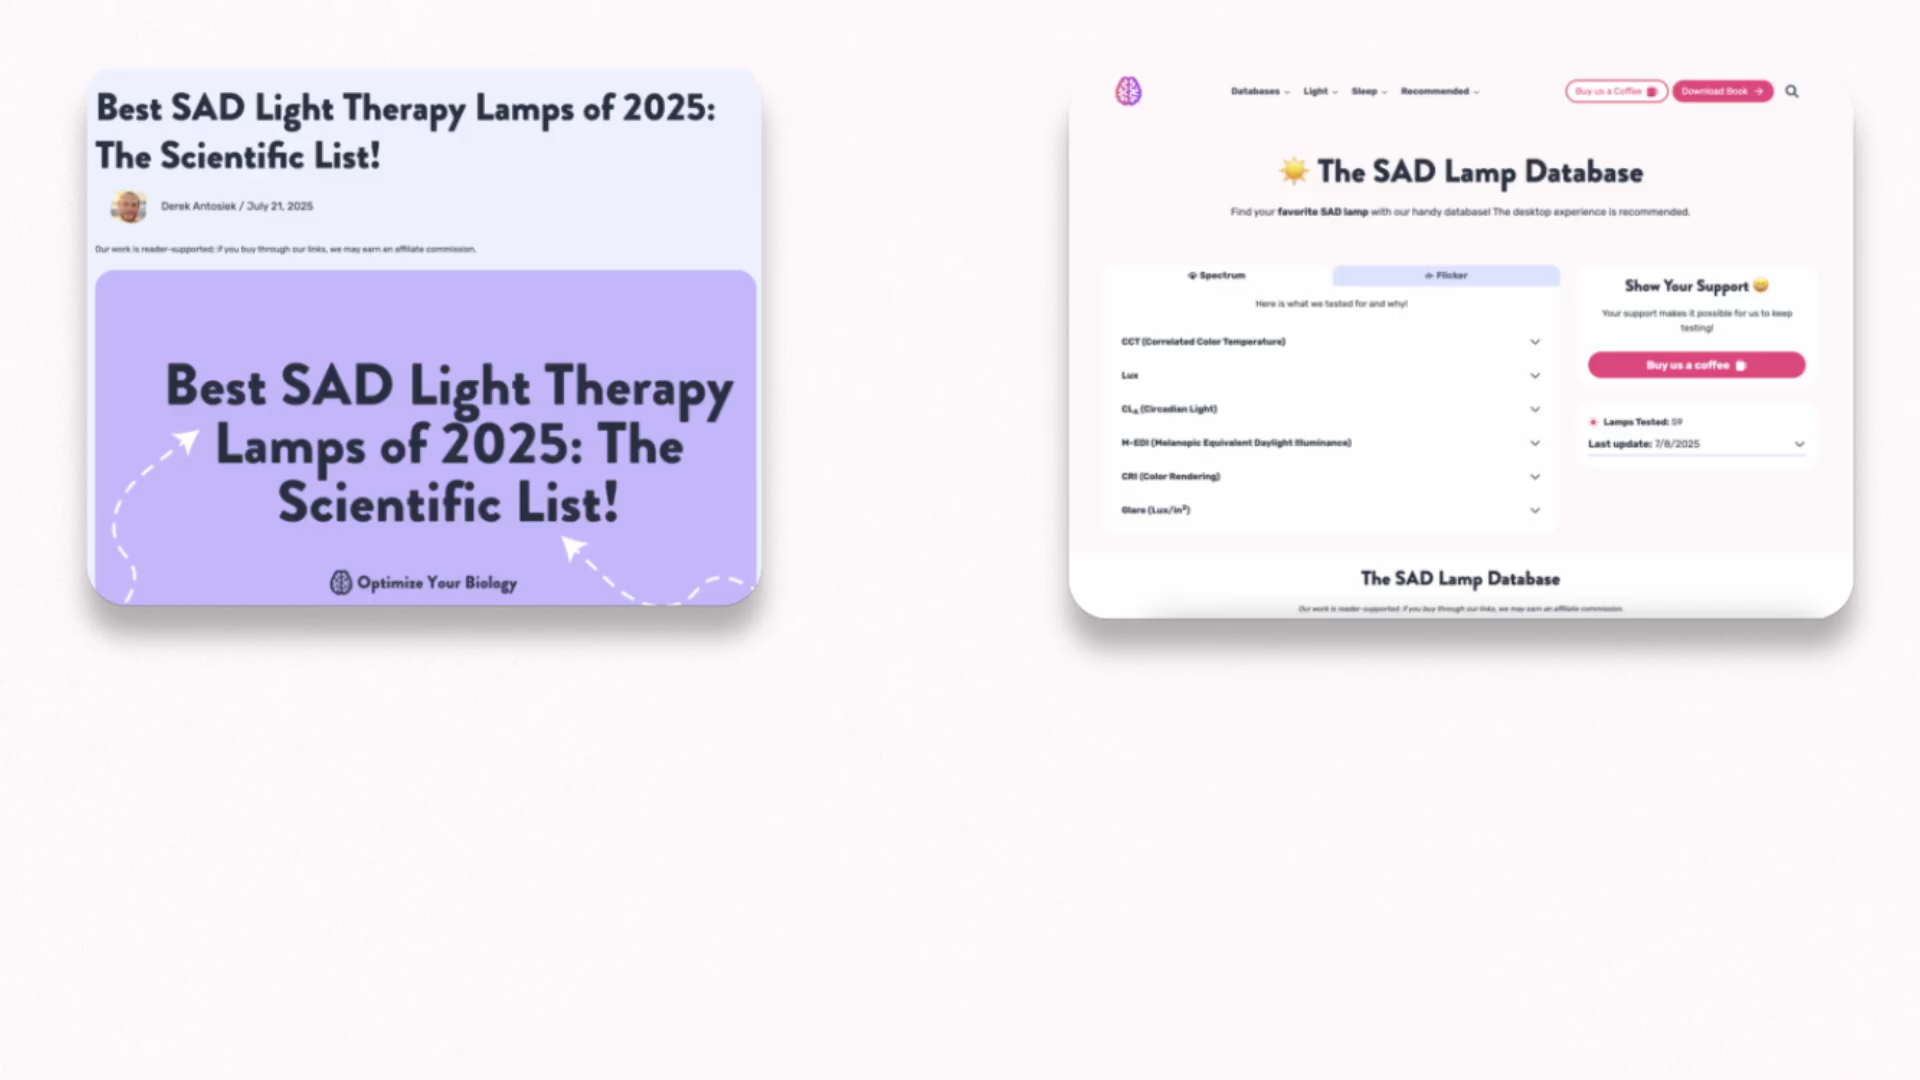 Best SAD Light Therapy Lamps of 2025:
The Scientific List!
Derek Antosiek / July 21, 2025
Our work is reader-supported; if you buy through our links, we may earn an affiliate commission.
Best SAD Light Therapy
Lamps of 2025: The
Scientific List!
Optimize Your Biology
Databases Light Sleep Recommended Buy us a Coffee Download Book
The SAD Lamp Database
Find your favorite SAD lamp with our handy database! The desktop experience is recommended.
Spectrum Flicker
Here is what we tested for and why!
CCT (Correlated Color Temperature)
Lux
CLA (Circadian Light)
M-EDI (Melanopic Equivalent Daylight Illuminance)
CRI (Color Rendering)
Glare (Lux/in²)
Show Your Support
Your support makes it possible for us to keep
testing!
Buy us a coffee
Lamps Tested: 59
Last update: 7/8/2025
The SAD Lamp Database
Our work is reader-supported; if you buy through our links, we may earn an affiliate commission.